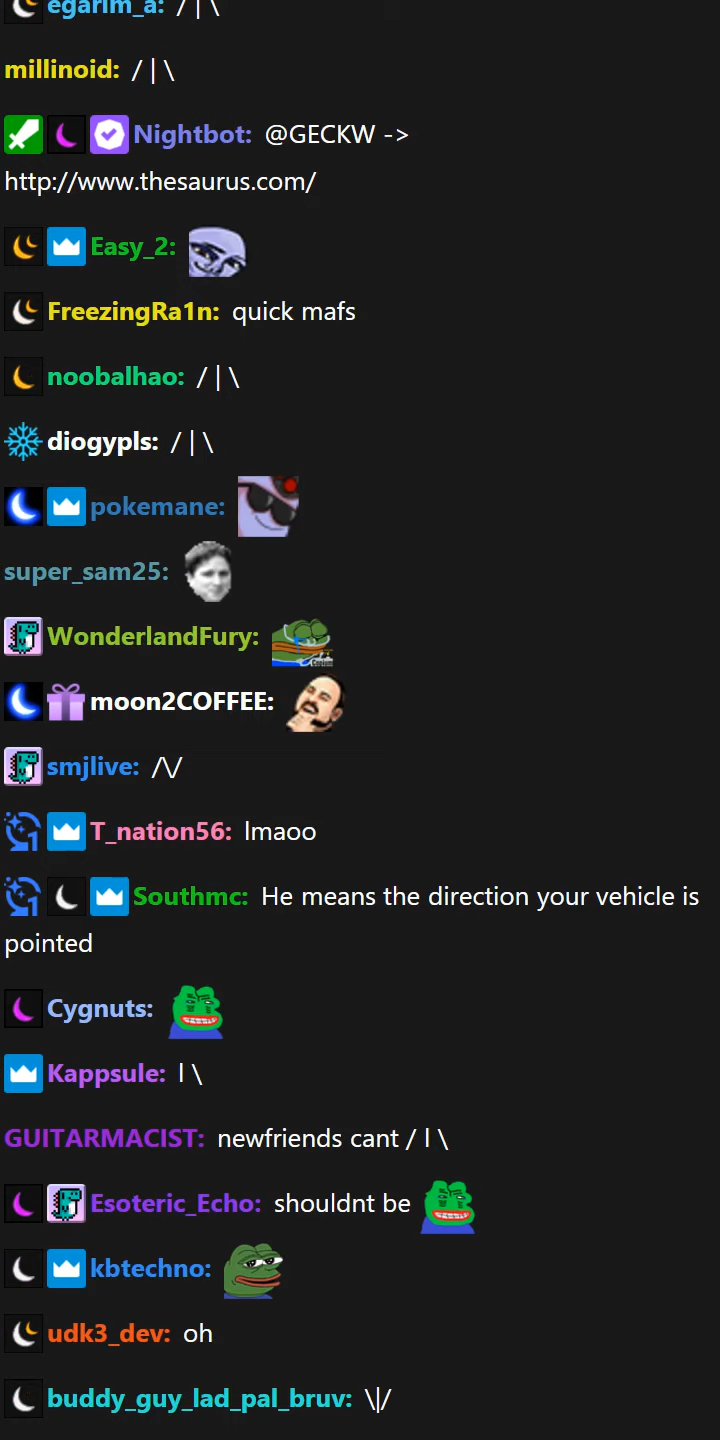 egarim_a: / | \
millinoid: / | \
Nightbot: @GECKW ->
http://www.thesaurus.com/
Easy_2:
FreezingRa1n: quick mafs
noobalhao: / | \
diogypls: / | \
pokemane:
super_sam25:
WonderlandFury:
moon2COFFEE:
smjlive: /\/
T_nation56: lmaoo
Southmc: He means the direction your vehicle is
pointed
Cygnuts:
Kappsule: l \
GUITARMACIST: newfriends cant / l \
Esoteric_Echo: shouldnt be
kbtechno:
udk3_dev: oh
buddy_guy_lad_pal_bruv: \|/